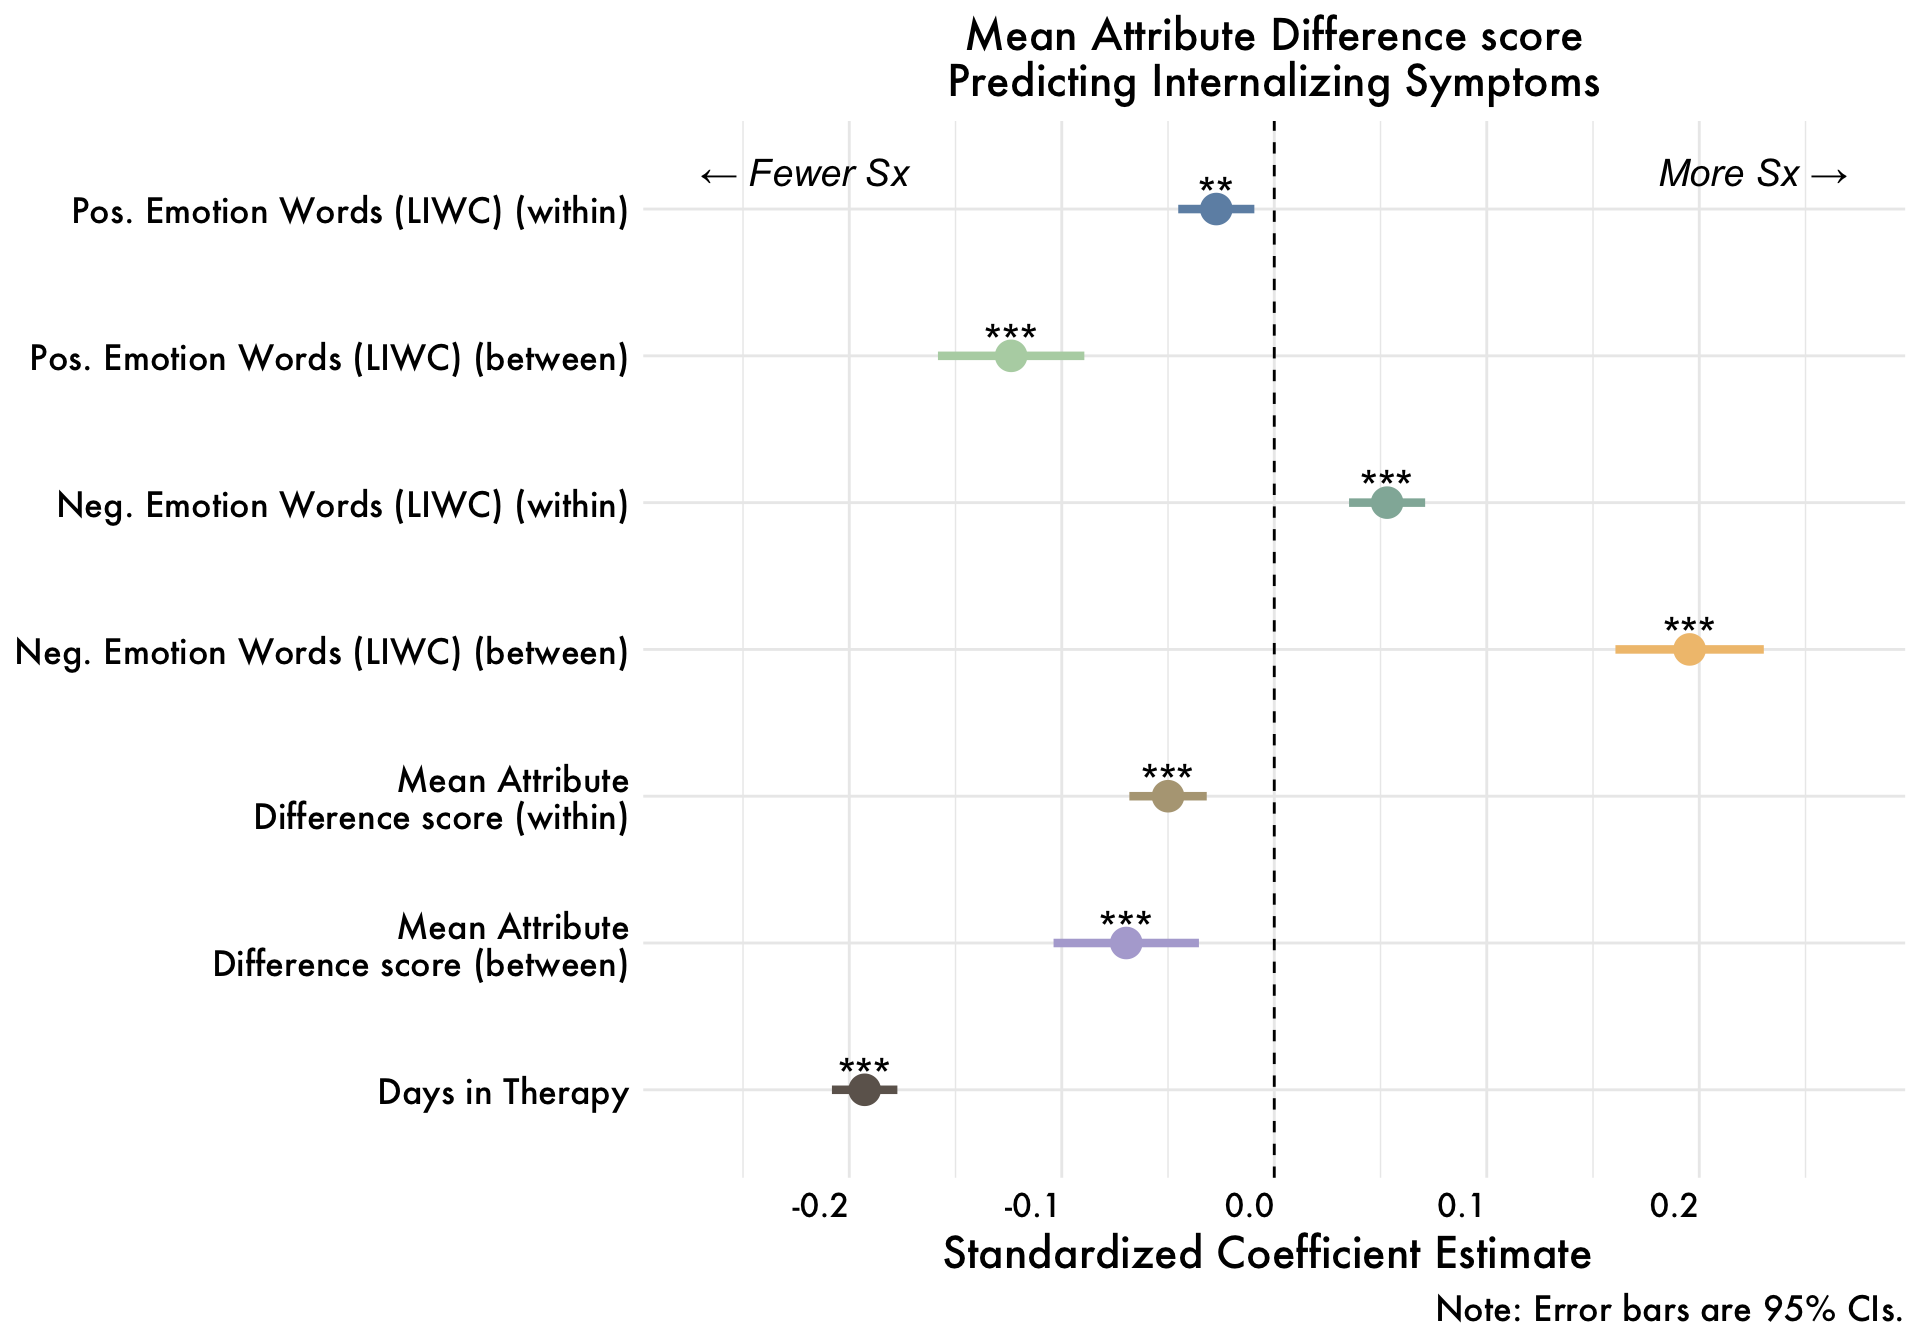 Mean Attribute Difference score
Predicting Internalizing Symptoms
← Fewer Sx
More Sx →
**
Pos. Emotion Words (LIWC) (within)
***
Pos. Emotion Words (LIWC) (between)
***
Neg. Emotion Words (LIWC) (within)
***
Neg. Emotion Words (LIWC) (between)
***
Mean Attribute
Difference score (within)
***
Mean Attribute
Difference score (between)
***
Days in Therapy
-0.2
-0.1
0.0
0.1
0.2
Standardized Coefficient Estimate
Note: Error bars are 95% CIs.